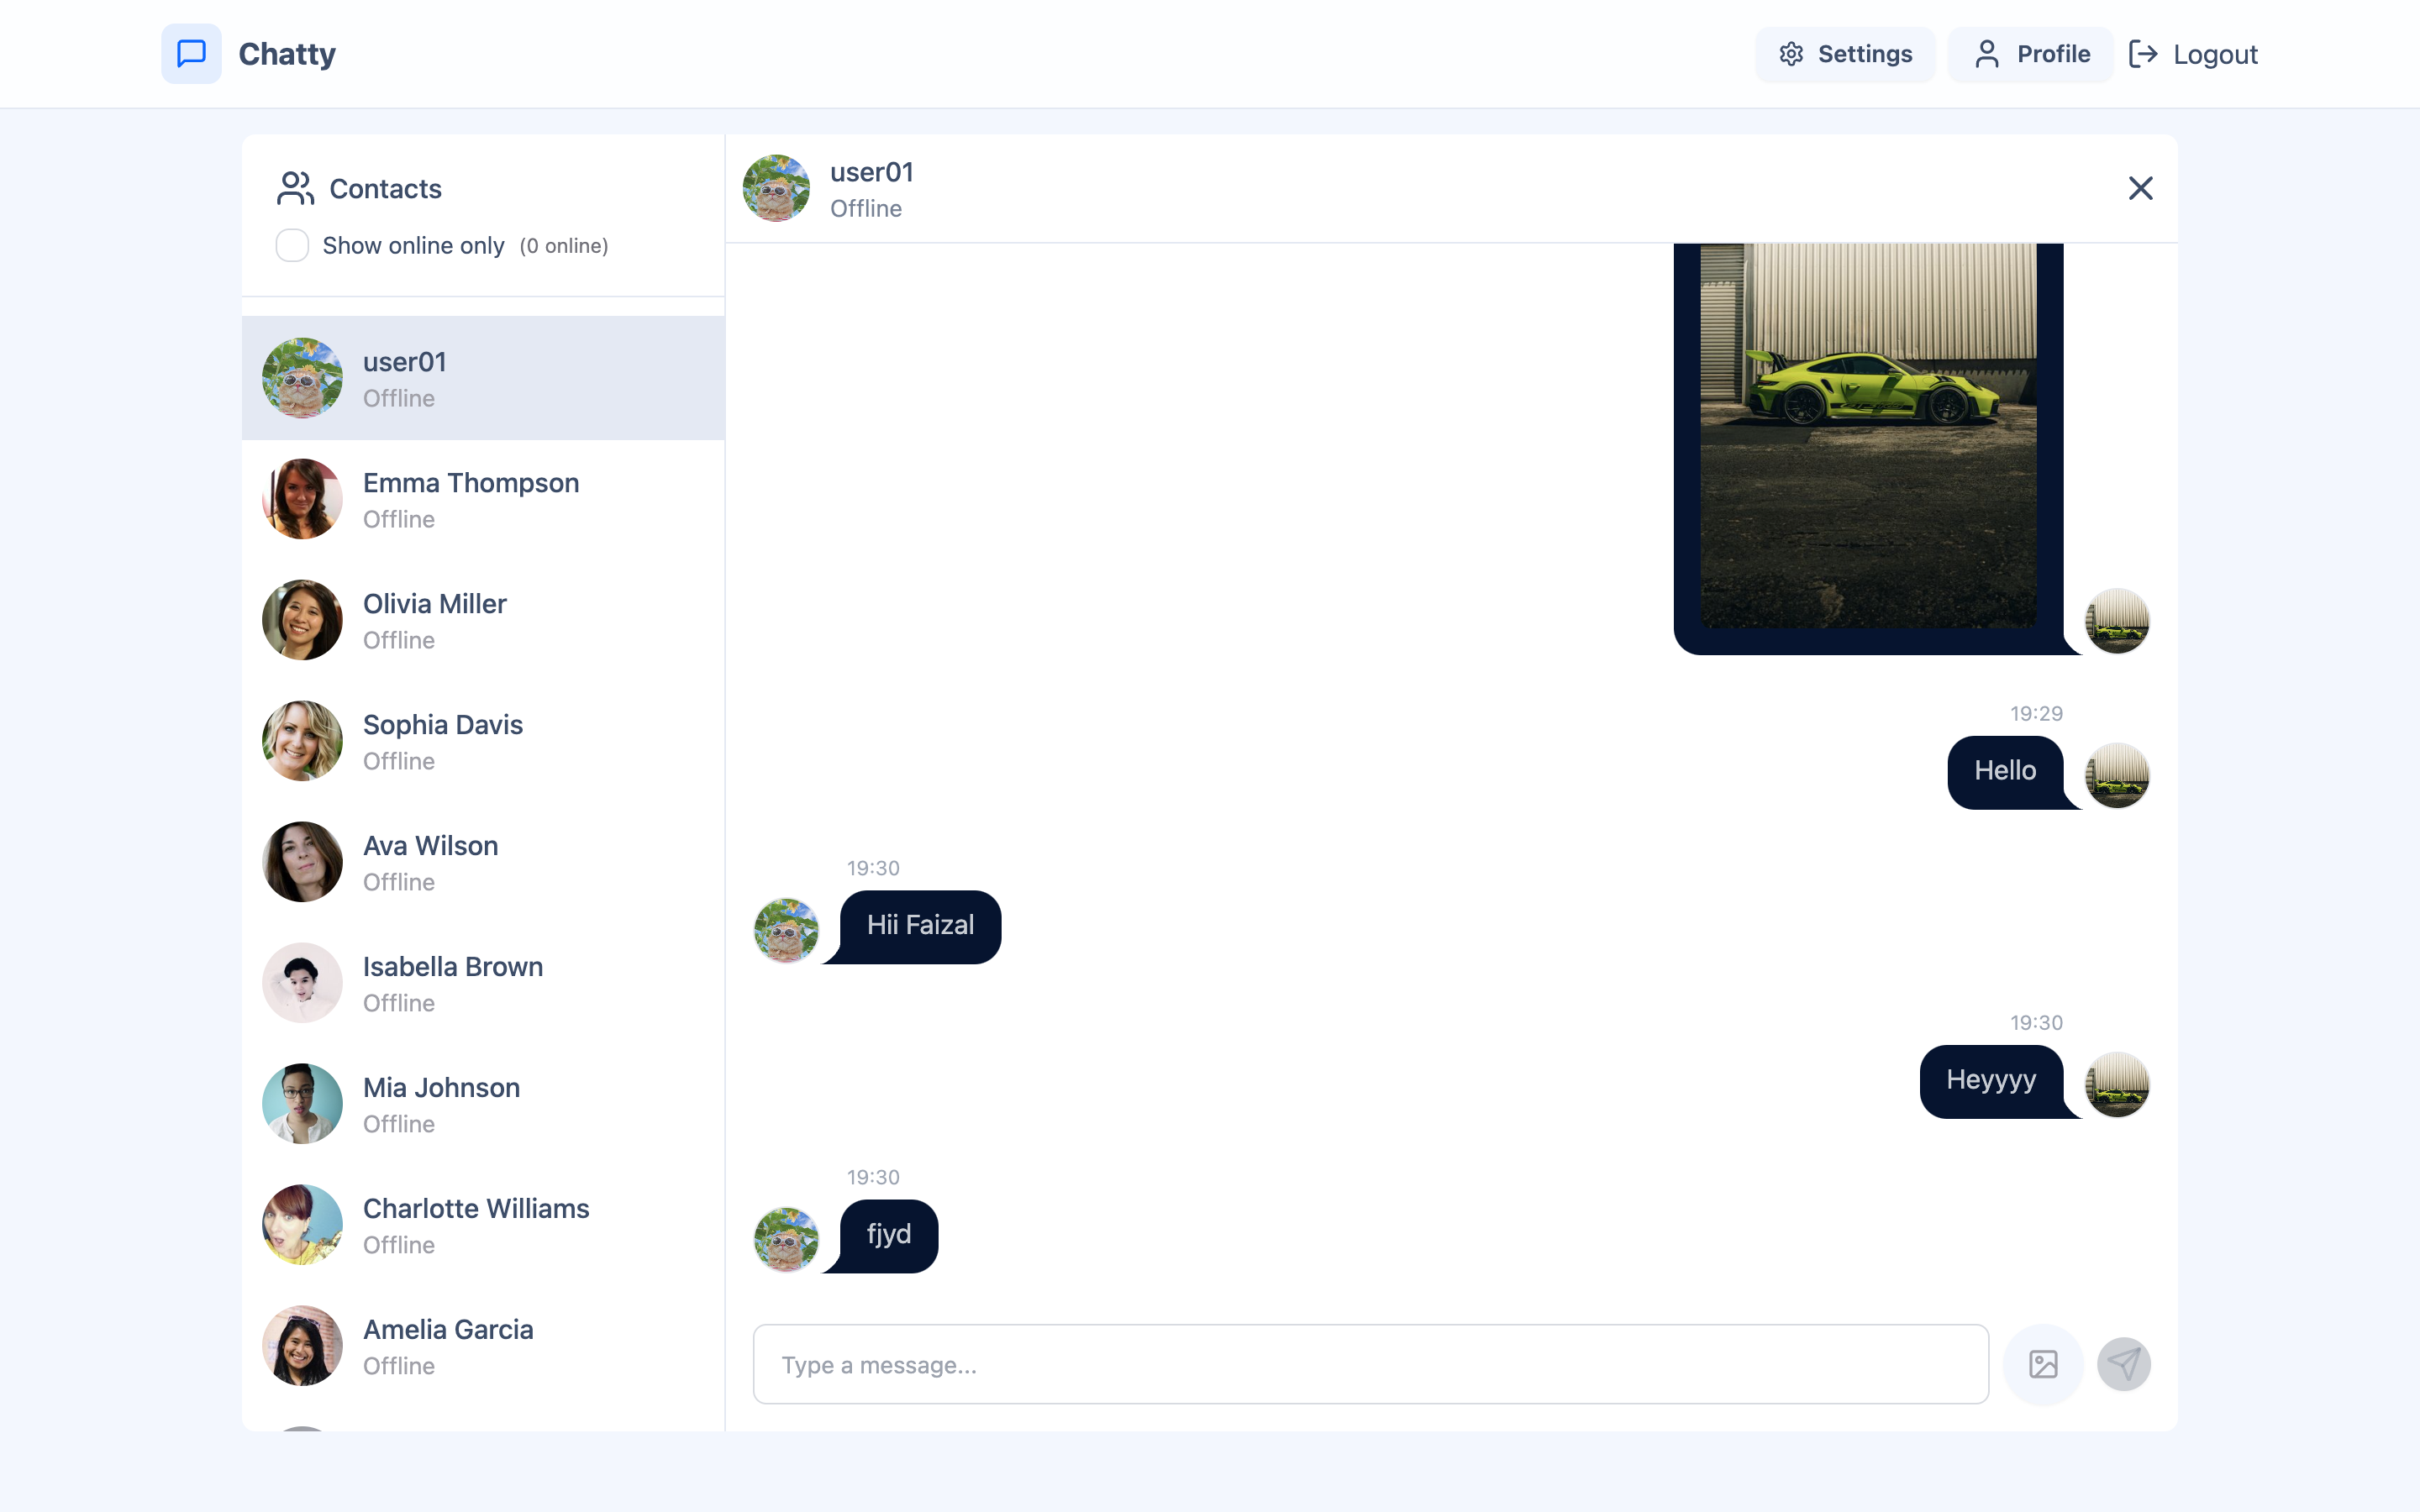 Chatty
Settings
Profile
Logout
Contacts
Show online only (0 online)
user01
Offline
Emma Thompson
Offline
Olivia Miller
Offline
Sophia Davis
Offline
Ava Wilson
Offline
Isabella Brown
Offline
Mia Johnson
Offline
Charlotte Williams
Offline
Amelia Garcia
Offline
user01
Offline
19:29
Hello
19:30
Hii Faizal
19:30
Heyyyy
19:30
fjyd
Type a message...